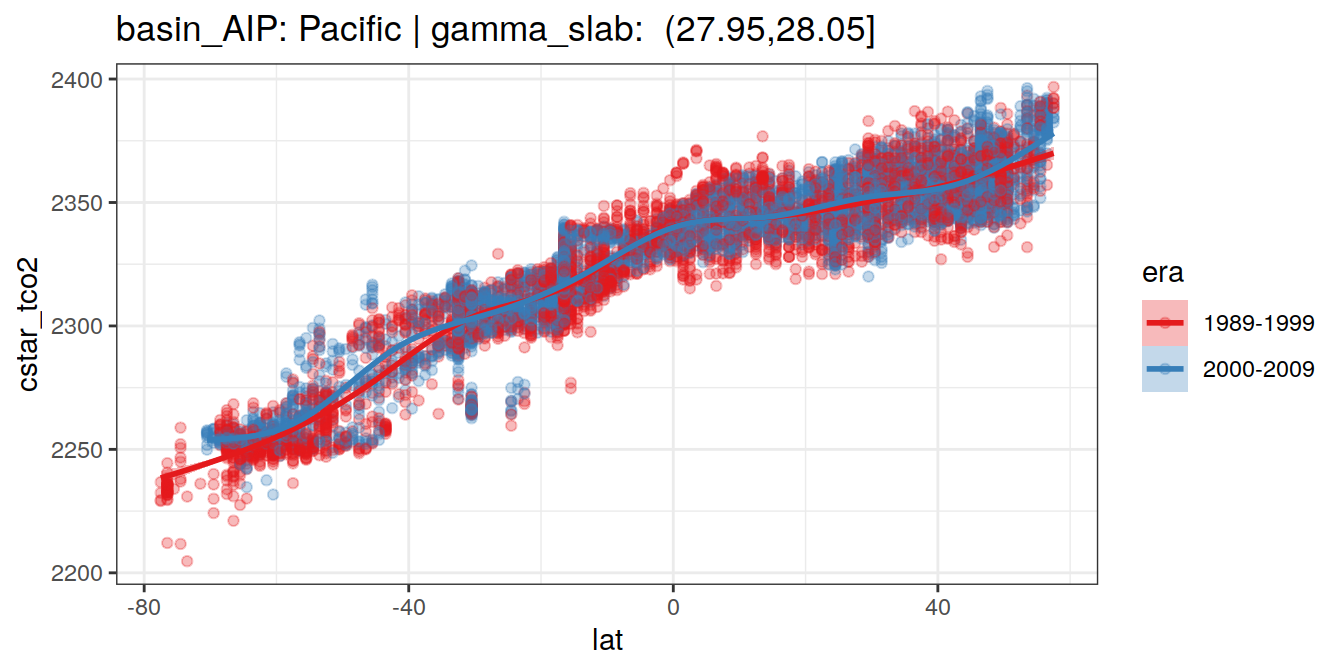 basin_AIP: Pacific | gamma_slab:  (27.95,28.05]
2400
2350
2300
2250
2200
cstar_tco2
-80
-40
0
40
lat
era
1989-1999
2000-2009